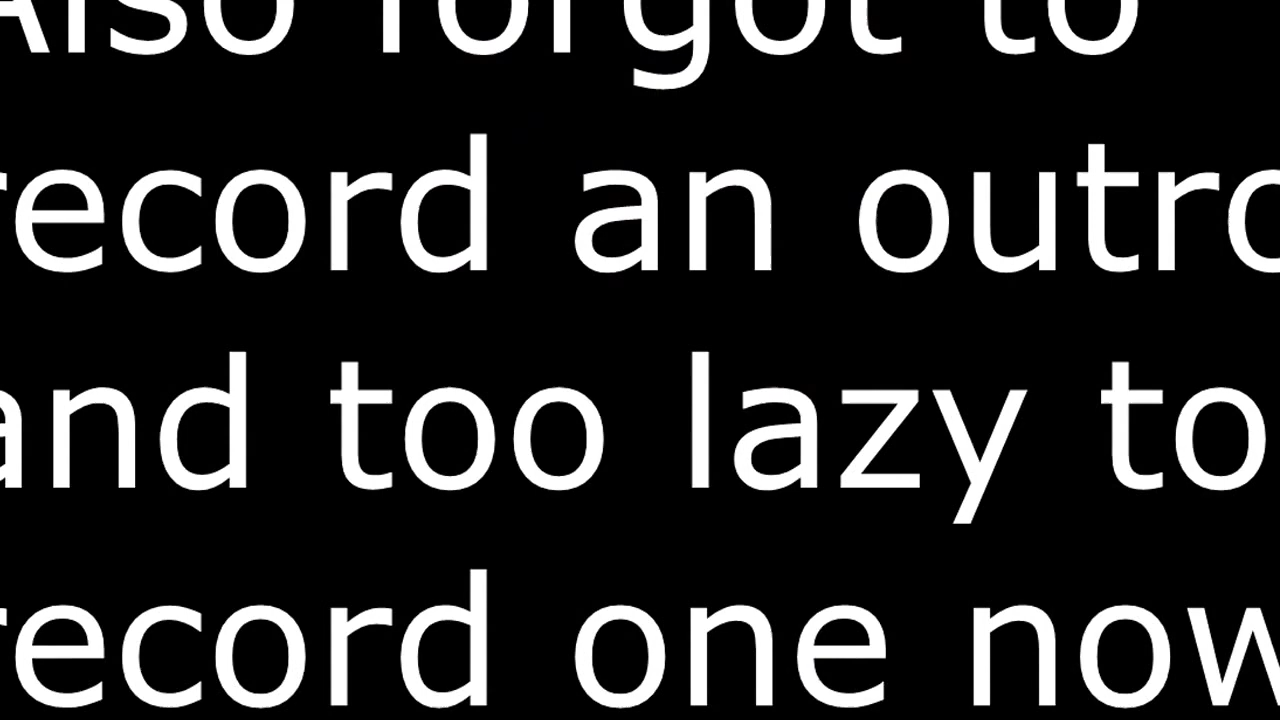 Also forgot to
record an outro
and too lazy to
record one now